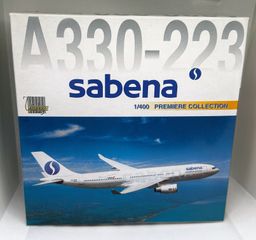 A330-223
sabena
1/400 PREMIERE COLLECTION
sabena